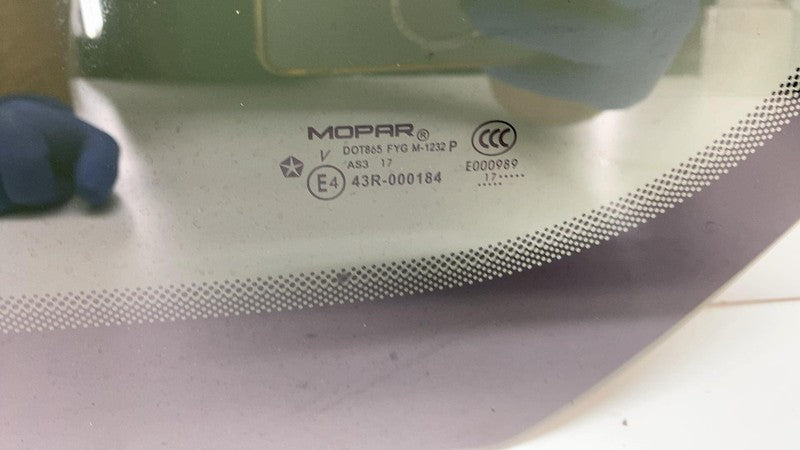 MOPAR®
V DOT865 FYG M-1232 P
AS3 17
E4 43R-000184
CCC
E000989
17